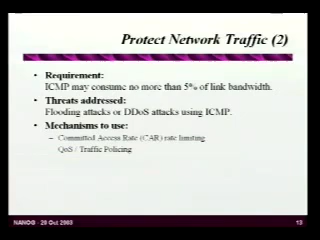 Protect Network Traffic (2)
• Requirement:
ICMP may consume no more than 5% of link bandwidth.
• Threats addressed:
Flooding attacks or DDoS attacks using ICMP.
• Mechanisms to use:
– Committed Access Rate (CAR) rate limiting
QoS / Traffic Policing
NANOG - 20 Oct 2003
13